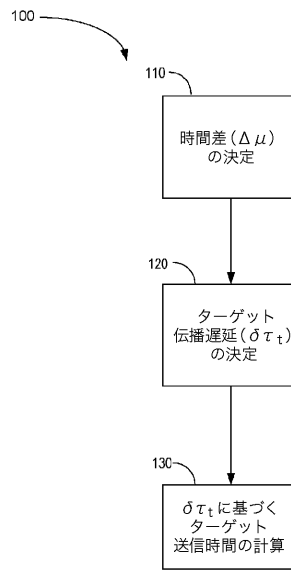 100
110
時間差(Δμ)
の決定
120
ターゲット
伝播遅延(δτt)
の決定
130
δτtに基づく
ターゲット
送信時間の計算